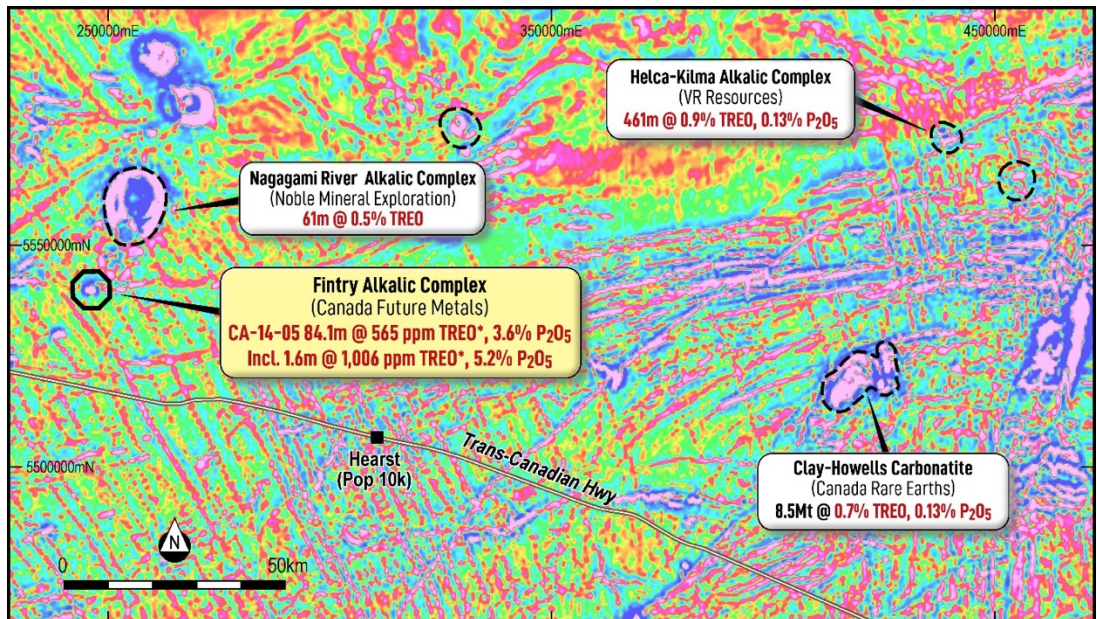 250000mE
350000mE
450000mE
Helca-Kilma Alkalic Complex
(VR Resources)
461m @ 0.9% TREO, 0.13% P₂O₅
Nagagami River Alkalic Complex
(Noble Mineral Exploration)
61m @ 0.5% TREO
5550000mN
Fintry Alkalic Complex
(Canada Future Metals)
CA-14-05 84.1m @ 565 ppm TREO*, 3.6% P₂O₅
Incl. 1.6m @ 1,006 ppm TREO*, 5.2% P₂O₅
Trans-Canadian Hwy
Hearst
(Pop 10k)
5500000mN
Clay-Howells Carbonatite
(Canada Rare Earths)
8.5Mt @ 0.7% TREO, 0.13% P₂O₅
N
0
50km